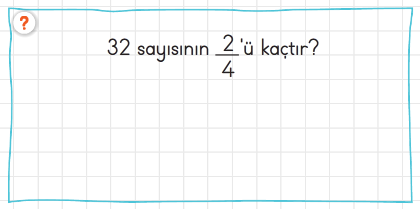 ?
32 sayısının 2/4'ü kaçtır?